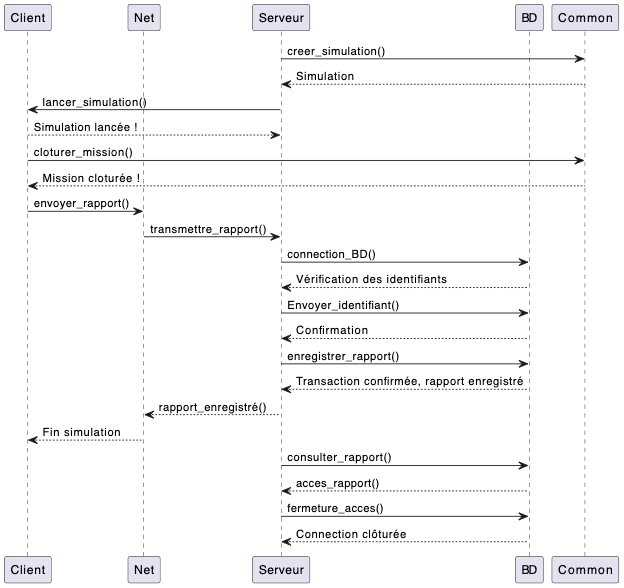 Client Net Serveur BD Common
creer_simulation()
Simulation
lancer_simulation()
Simulation lancée !
cloturer_mission()
Mission cloturée !
envoyer_rapport()
transmettre_rapport()
connection_BD()
Vérification des identifiants
Envoyer_identifiant()
Confirmation
enregistrer_rapport()
Transaction confirmée, rapport enregistré
rapport_enregistré()
Fin simulation
consulter_rapport()
acces_rapport()
fermeture_acces()
Connection clôturée
Client Net Serveur BD Common